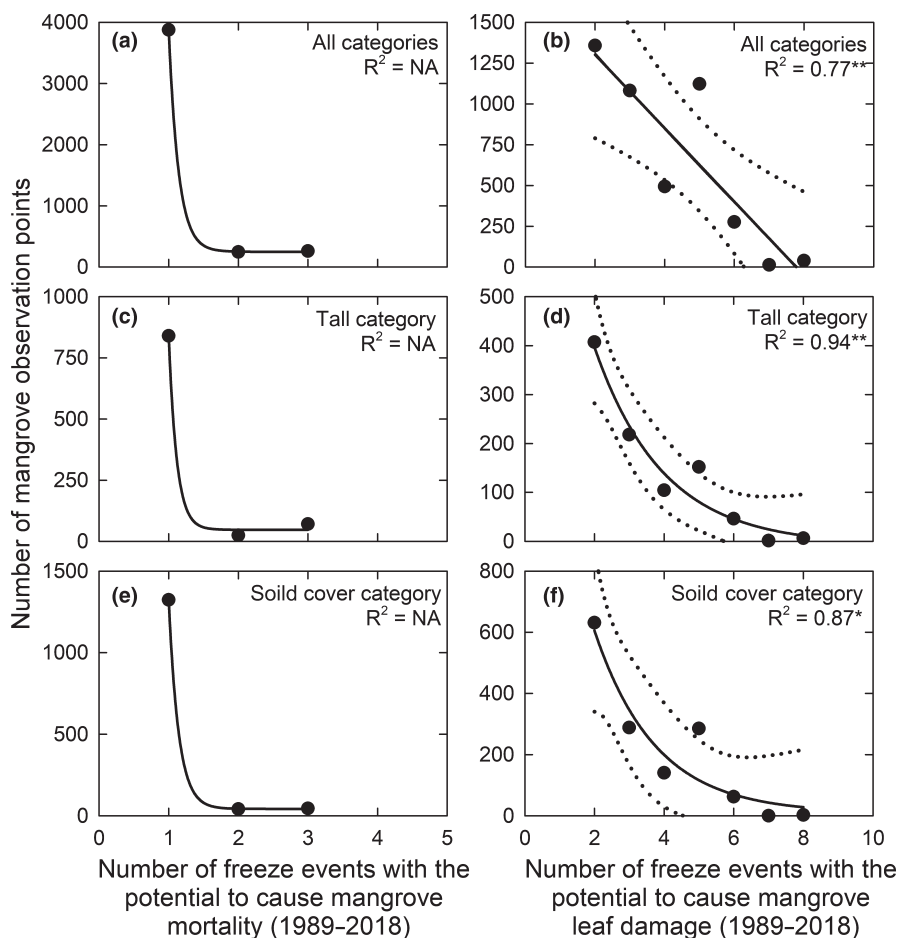 Number of mangrove observation points
(a)
All categories
R² = NA
4000
3000
2000
1000
0
(b)
All categories
R² = 0.77**
1500
1250
1000
750
500
250
0
(c)
Tall category
R² = NA
1000
750
500
250
0
(d)
Tall category
R² = 0.94**
500
400
300
200
100
0
(e)
Soild cover category
R² = NA
1500
1000
500
0
0 1 2 3 4 5
Number of freeze events with the
potential to cause mangrove
mortality (1989–2018)
(f)
Soild cover category
R² = 0.87*
800
600
400
200
0
0 2 4 6 8 10
Number of freeze events with the
potential to cause mangrove
leaf damage (1989–2018)